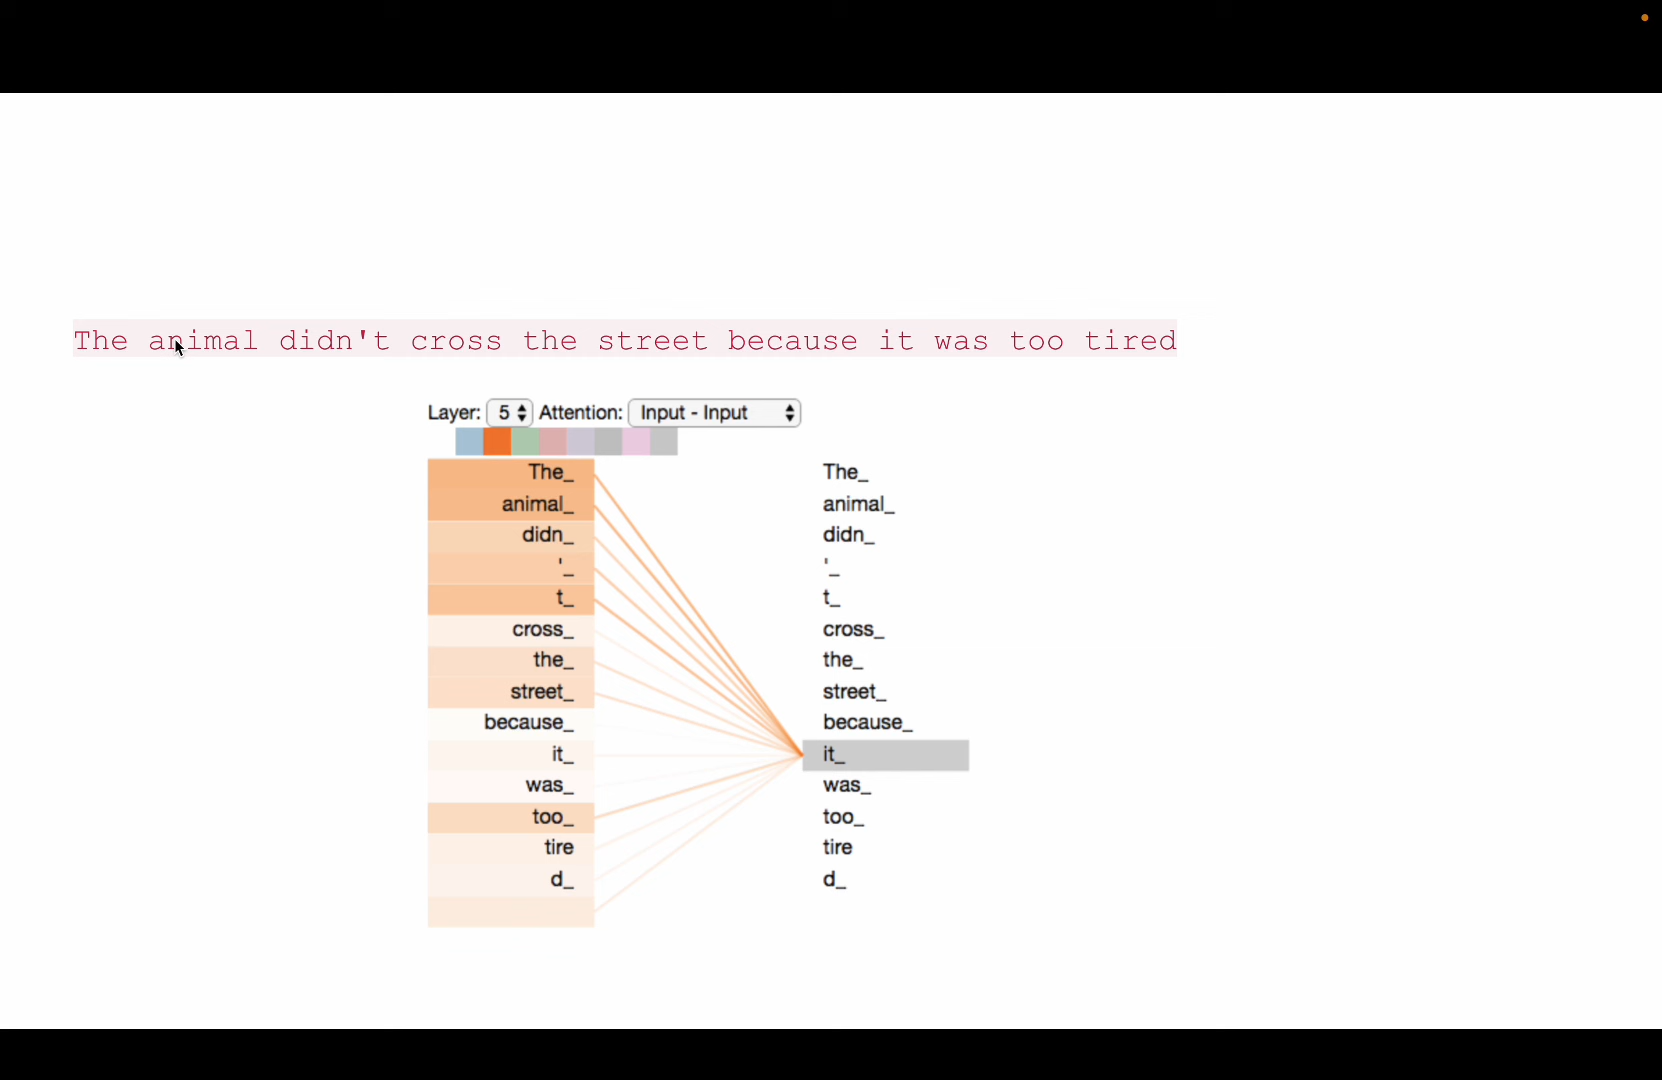 The animal didn't cross the street because it was too tired
Layer: 5 Attention: Input - Input
The_ The_
animal_ animal_
didn_ didn_
'_ '_
t_ t_
cross_ cross_
the_ the_
street_ street_
because_ because_
it_ it_
was_ was_
too_ too_
tire tire
d_ d_